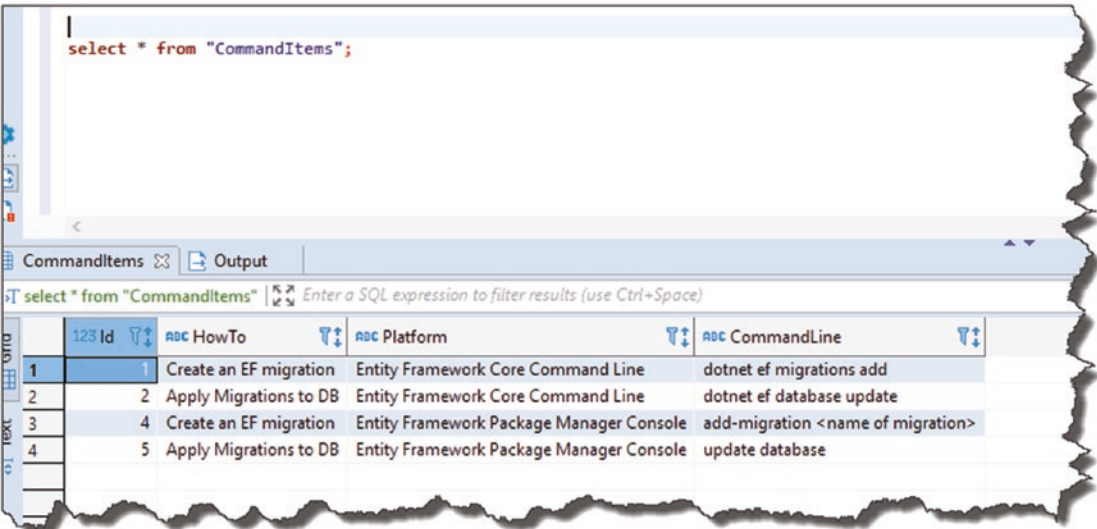 select * from "CommandItems";
CommandItems Output
select * from "CommandItems" Enter a SQL expression to filter results (use Ctrl+Space)
Grid
123 Id ABC HowTo ABC Platform ABC CommandLine
1 1 Create an EF migration Entity Framework Core Command Line dotnet ef migrations add
2 2 Apply Migrations to DB Entity Framework Core Command Line dotnet ef database update
3 4 Create an EF migration Entity Framework Package Manager Console add-migration <name of migration>
4 5 Apply Migrations to DB Entity Framework Package Manager Console update database
Text